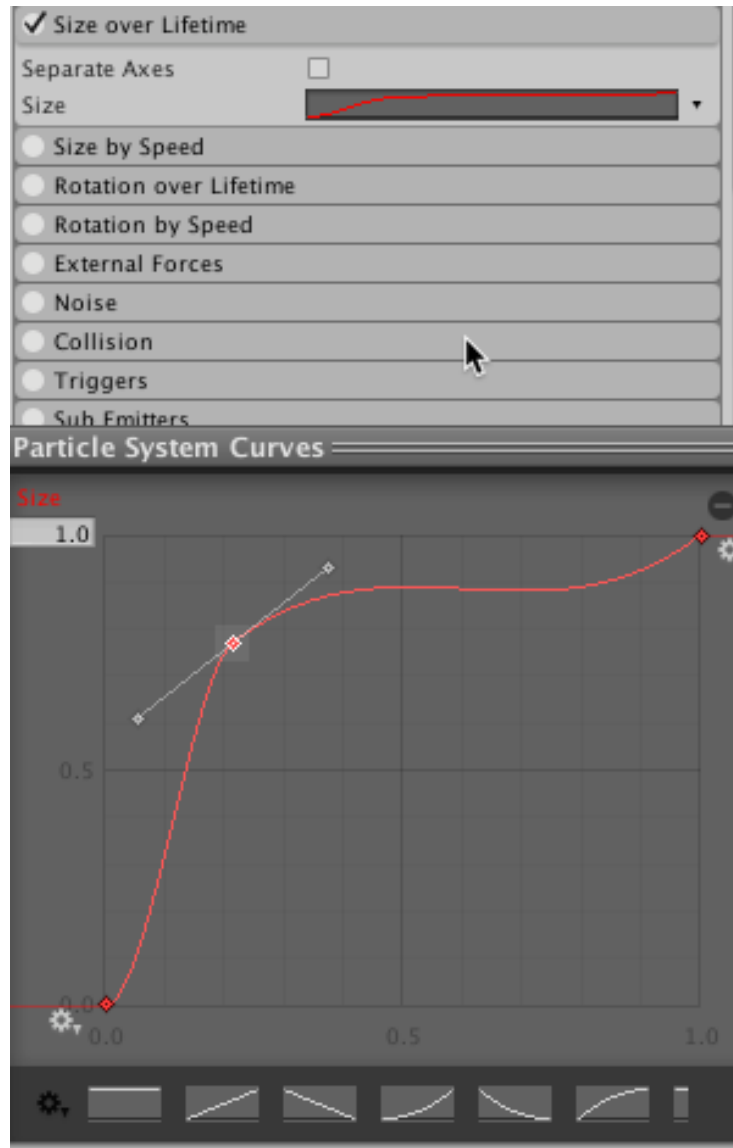 Size over Lifetime
Separate Axes
Size
Size by Speed
Rotation over Lifetime
Rotation by Speed
External Forces
Noise
Collision
Triggers
Sub Emitters
Particle System Curves
Size
1.0
0.5
0.0
0.0 0.5 1.0